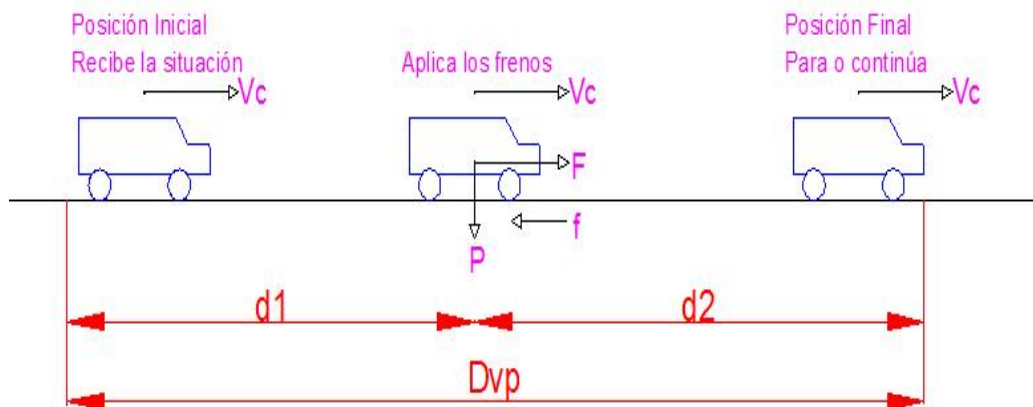 Posición Inicial
Recibe la situación
Vc
Aplica los frenos
Vc
F
f
P
Posición Final
Para o continúa
Vc
d1
d2
Dvp